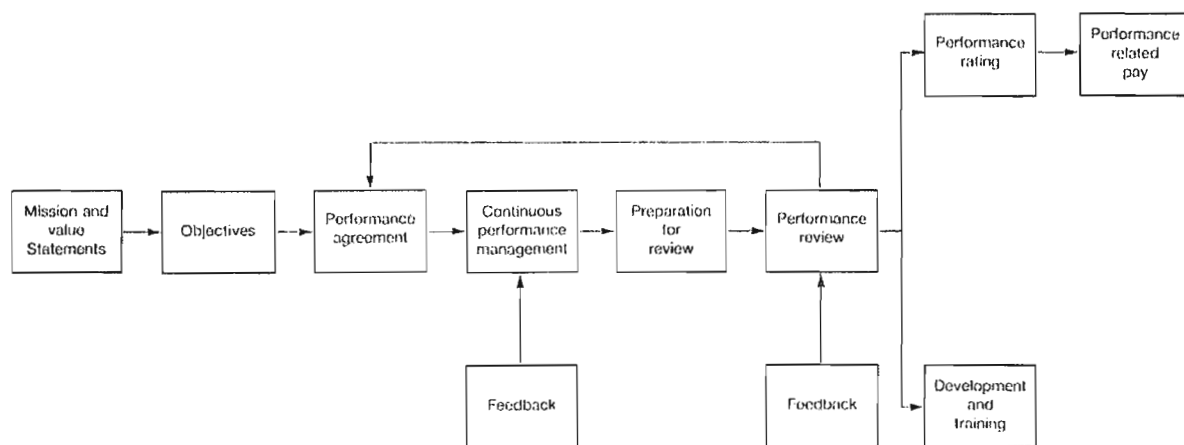 Performance
rating
Performance
related
pay
Mission and
value
Statements
Objectives
Performance
agreement
Continuous
performance
management
Preparation
for
review
Performance
review
Feedback
Feedback
Development
and
training